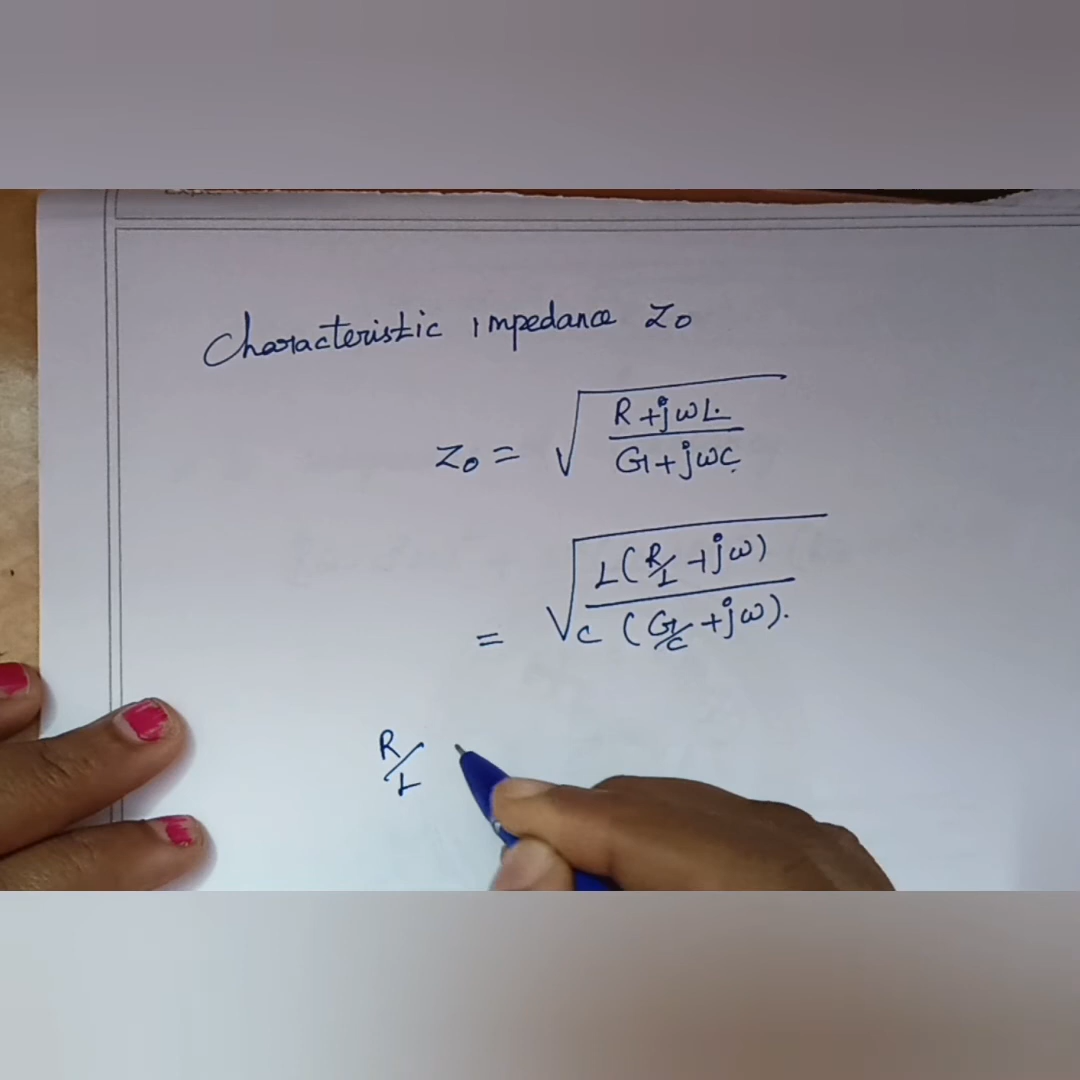 Characteristic impedance Z0
Z0 = √((R+jωL)/(G+jωC))
= √(L(R/L +jω)/C(G/C +jω)).
R/L